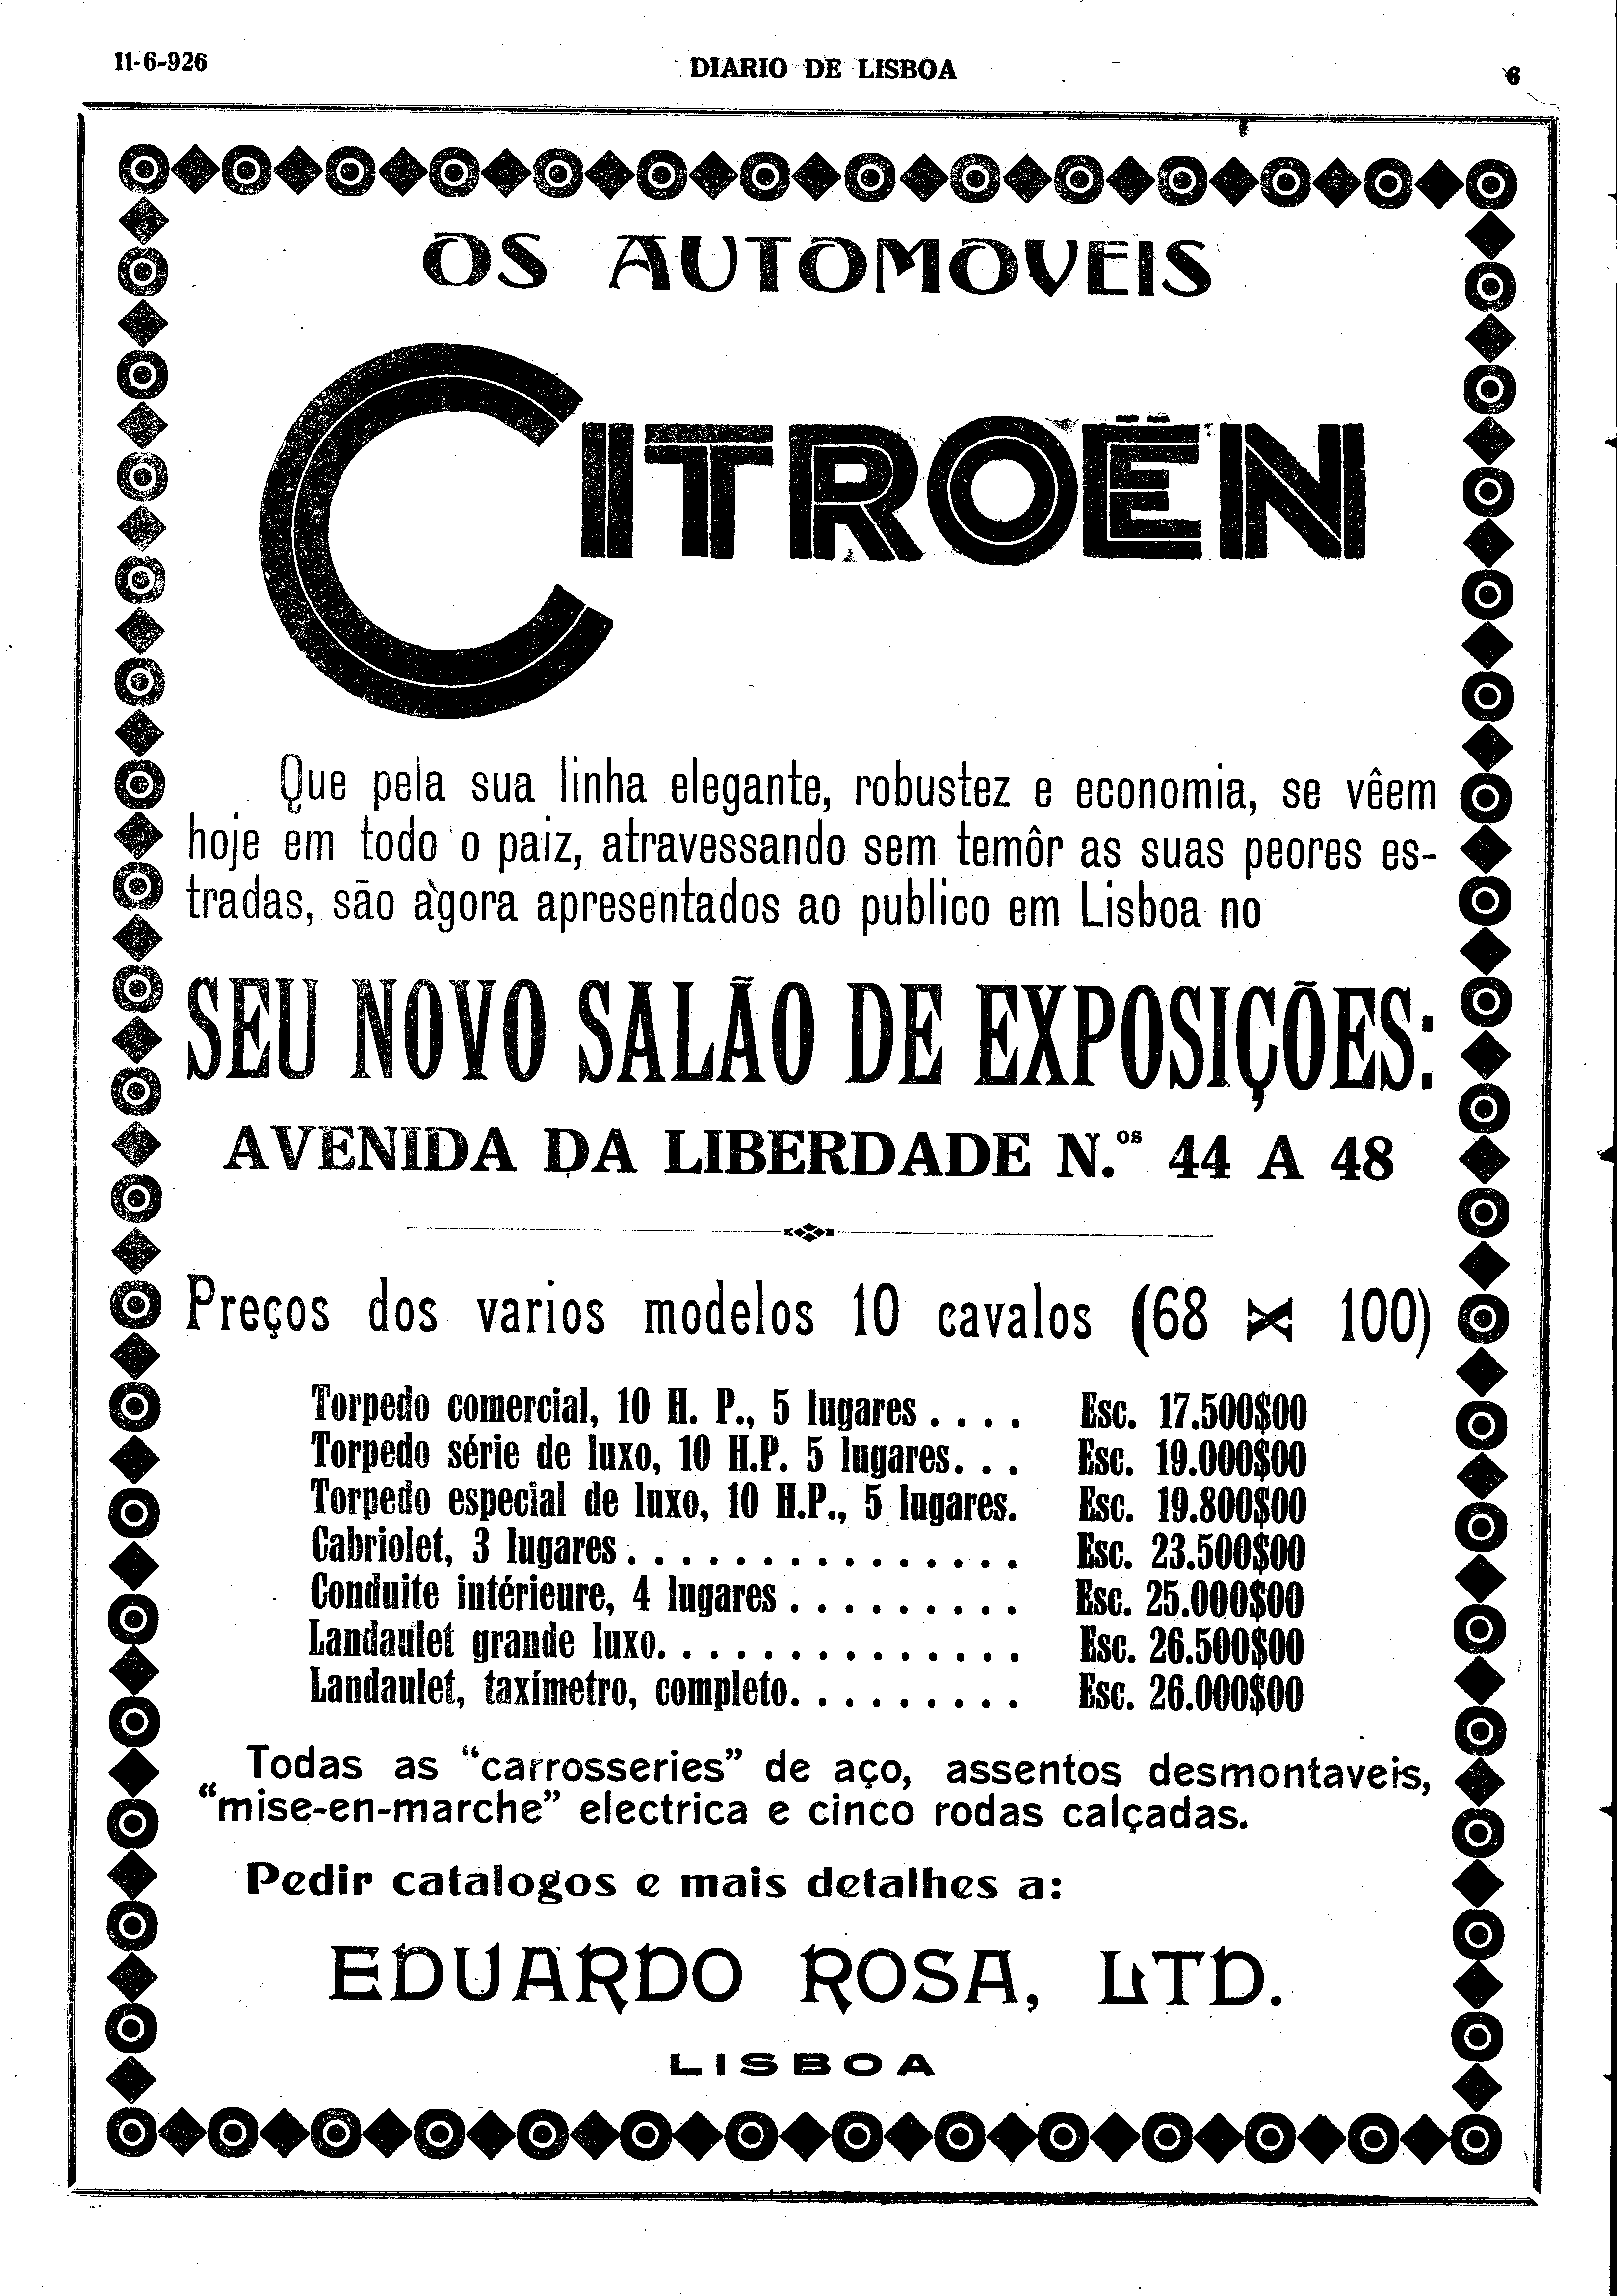 11-6-926
DIARIO DE LISBOA
6
OS AUTOMOVEIS
CITROËN
Que pela sua linha elegante, robustez e economia, se vêem
hoje em todo o paiz, atravessando sem temôr as suas peores es-
tradas, são agora apresentados ao publico em Lisboa no
SEU NOVO SALÃO DE EXPOSIÇÕES:
AVENIDA DA LIBERDADE N.os 44 A 48
Preços dos varios modelos 10 cavalos (68 × 100)
Torpedo comercial, 10 H. P., 5 lugares . . . . Esc. 17.500$00
Torpedo série de luxo, 10 H.P. 5 lugares. . . Esc. 19.000$00
Torpedo especial de luxo, 10 H.P., 5 lugares. Esc. 19.800$00
Cabriolet, 3 lugares . . . . . . . . . . . . . . . Esc. 23.500$00
Conduite intérieure, 4 lugares . . . . . . . . . Esc. 25.000$00
Landaulet grande luxo. . . . . . . . . . . . . . Esc. 26.500$00
Landaulet, taxímetro, completo. . . . . . . . . Esc. 26.000$00
Todas as “carrosseries” de aço, assentos desmontaveis,
“mise-en-marche” electrica e cinco rodas calçadas.
Pedir catalogos e mais detalhes a:
EDUARDO ROSA, LTD.
LISBOA